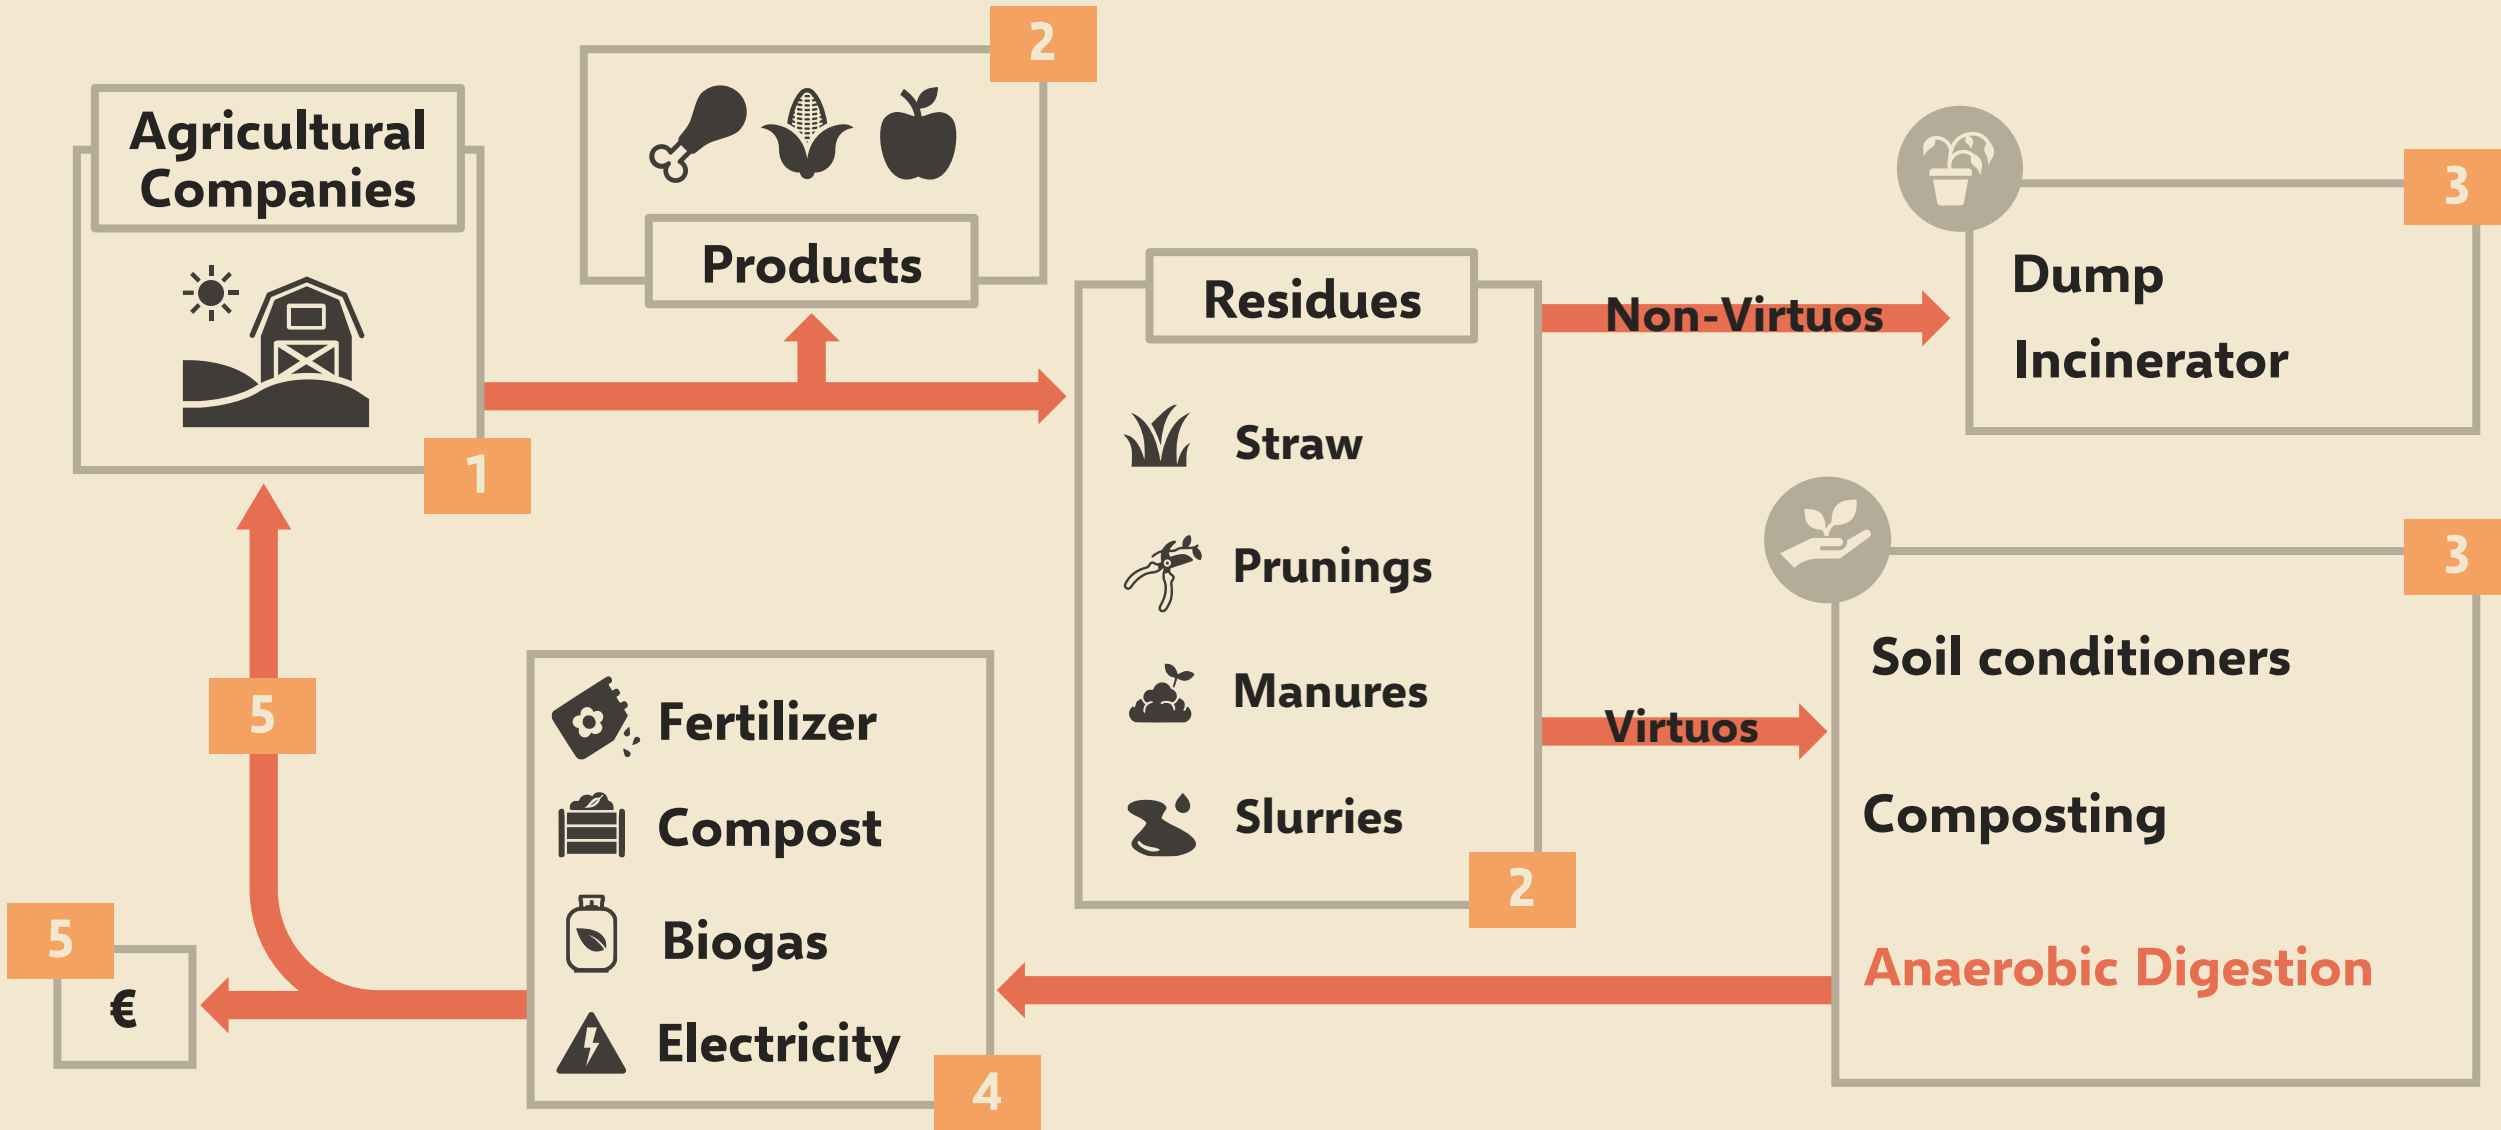 Agricultural
Companies
1
2
Products
Residues
Straw
Prunings
Manures
Slurries
2
Non-Virtuos
3
Dump
Incinerator
Virtuos
3
Soil conditioners
Composting
Anaerobic Digestion
Fertilizer
Compost
Biogas
Electricity
4
5
5
€